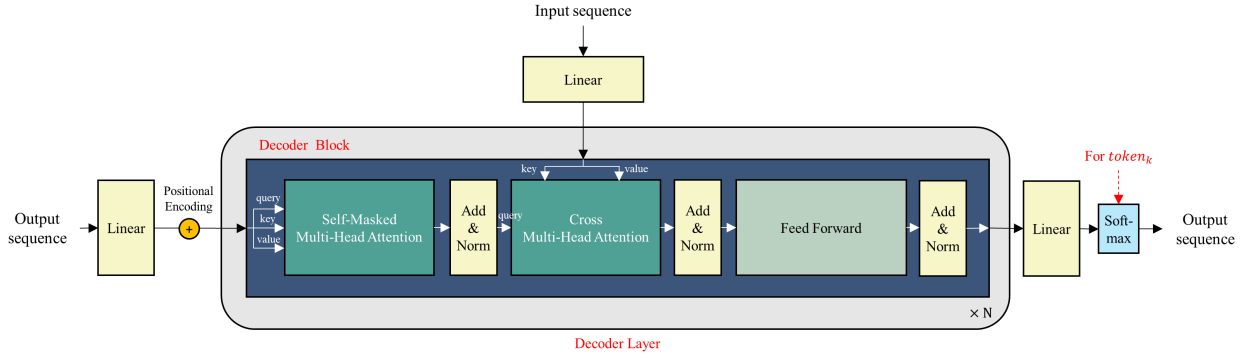 Input sequence
Linear
Decoder Block
key
value
Output
sequence
Linear
Positional
Encoding
+
query
key
value
Self-Masked
Multi-Head Attention
Add
&
Norm
query
Cross
Multi-Head Attention
Add
&
Norm
Feed Forward
Add
&
Norm
× N
Linear
For token_k
Soft-
max
Output
sequence
Decoder Layer